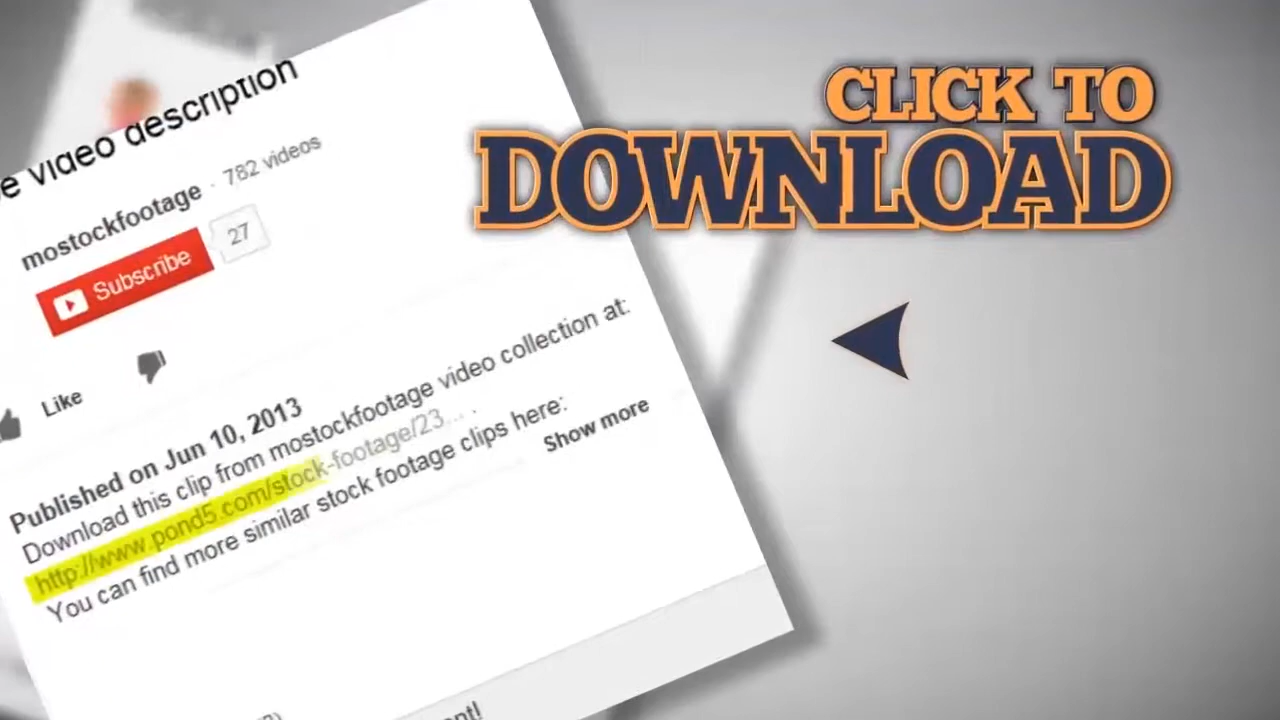 CLICK TO
DOWNLOAD
e video description
mostockfootage · 782 videos
Subscribe 27
Like
Published on Jun 10, 2013
Download this clip from mostockfootage video collection at:
http://www.pond5.com/stock-footage/23... .
You can find more similar stock footage clips here:
Show more